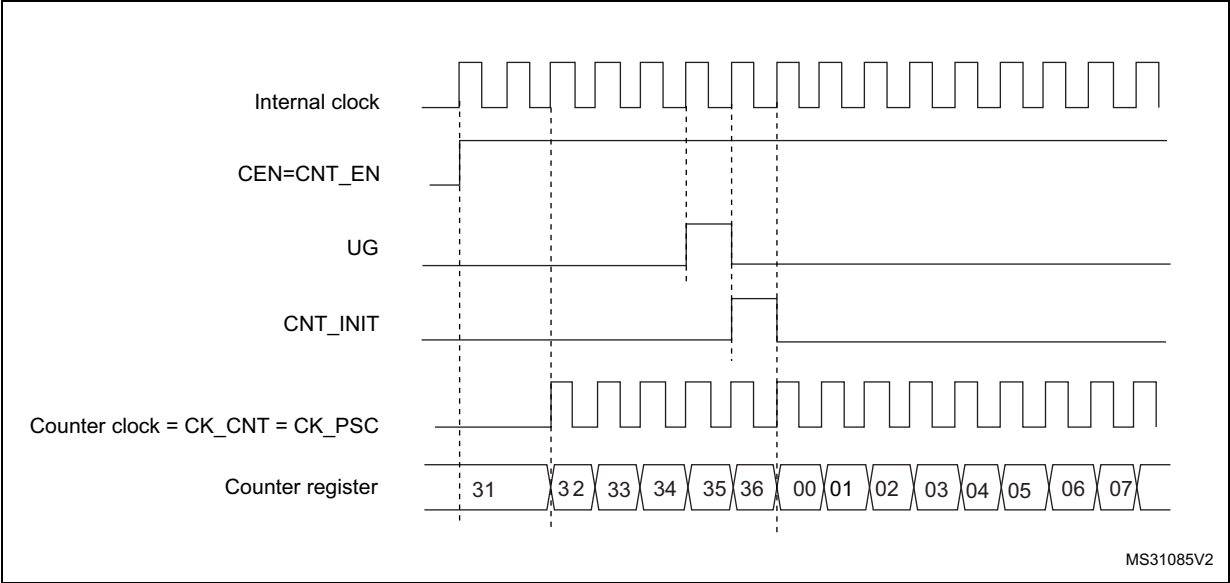 Internal clock
CEN=CNT_EN
UG
CNT_INIT
Counter clock = CK_CNT = CK_PSC
Counter register 31 32 33 34 35 36 00 01 02 03 04 05 06 07
MS31085V2